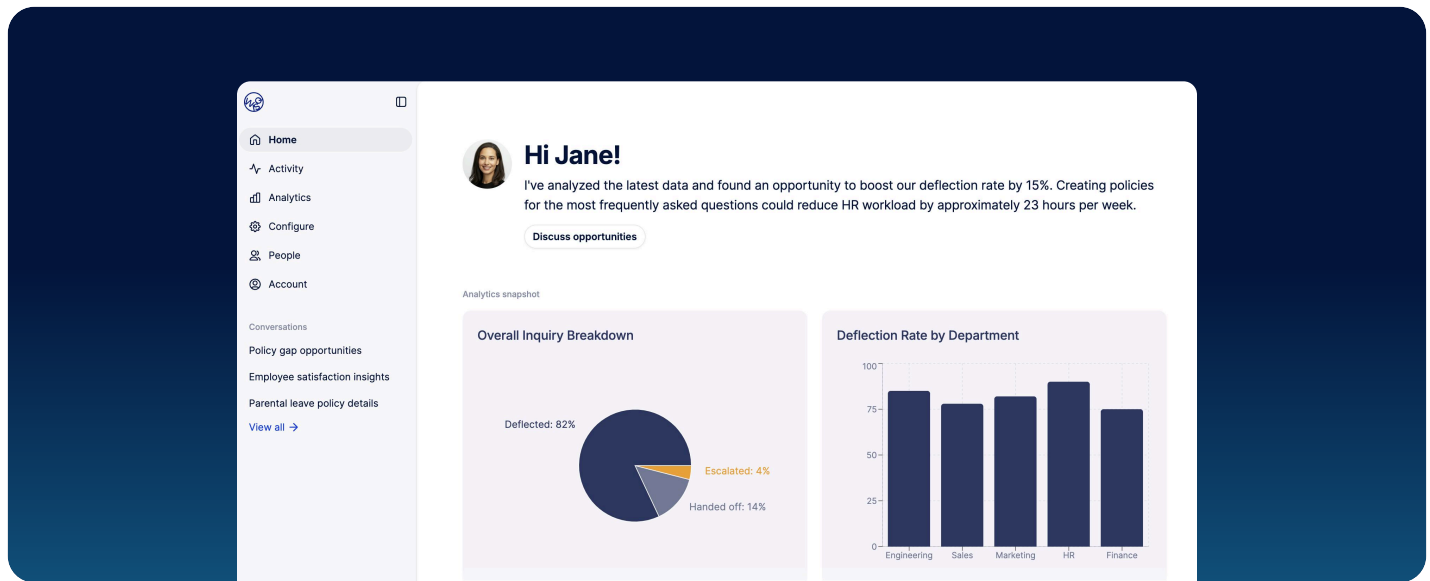 Home
Activity
Analytics
Configure
People
Account
Conversations
Policy gap opportunities
Employee satisfaction insights
Parental leave policy details
View all →
Hi Jane!
I've analyzed the latest data and found an opportunity to boost our deflection rate by 15%. Creating policies
for the most frequently asked questions could reduce HR workload by approximately 23 hours per week.
Discuss opportunities
Analytics snapshot
Overall Inquiry Breakdown
Deflected: 82%
Escalated: 4%
Handed off: 14%
Deflection Rate by Department
100
75
50
25
0
Engineering Sales Marketing HR Finance